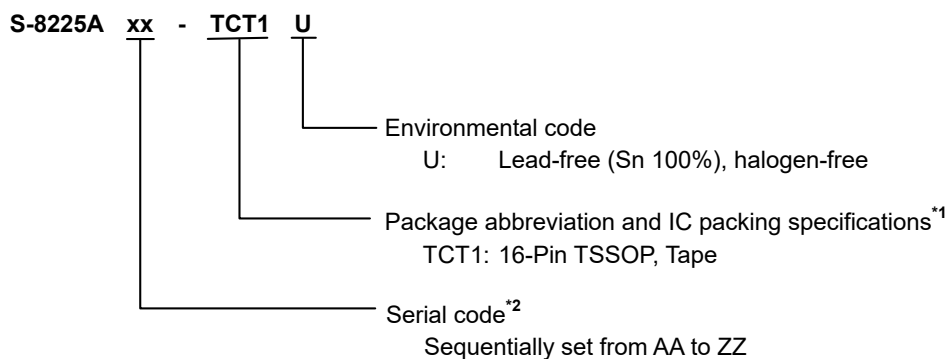 S-8225A xx - TCT1 U
Environmental code
U: Lead-free (Sn 100%), halogen-free
Package abbreviation and IC packing specifications*1
TCT1: 16-Pin TSSOP, Tape
Serial code*2
Sequentially set from AA to ZZ